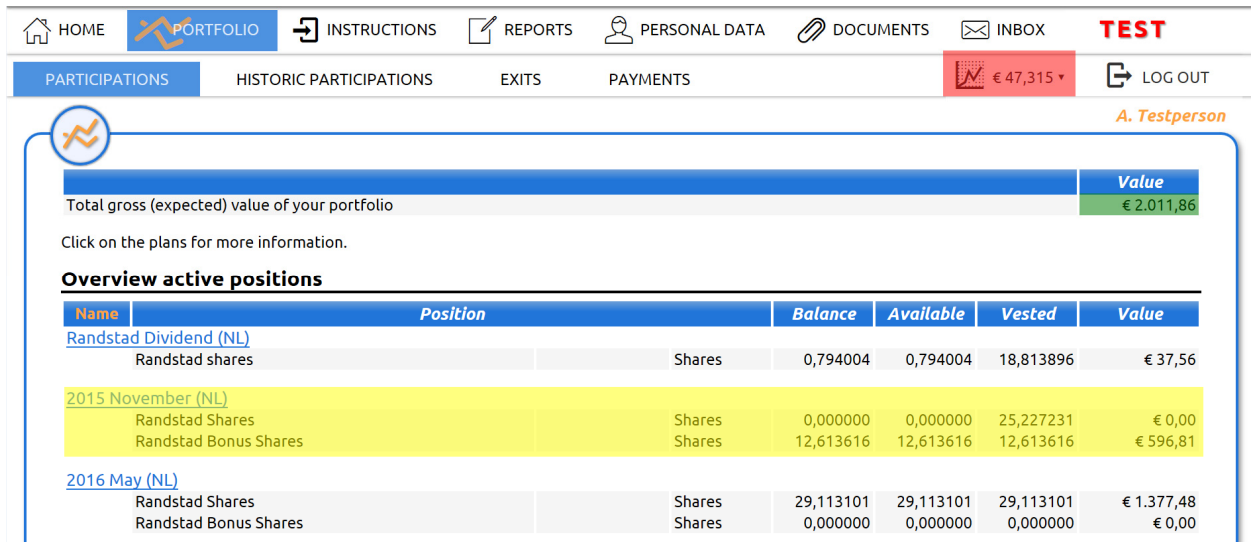 HOME PORTFOLIO INSTRUCTIONS REPORTS PERSONAL DATA DOCUMENTS INBOX TEST
PARTICIPATIONS HISTORIC PARTICIPATIONS EXITS PAYMENTS € 47,315 LOG OUT
A. Testperson
Value
Total gross (expected) value of your portfolio € 2.011,86
Click on the plans for more information.
Overview active positions
Name Position Balance Available Vested Value
Randstad Dividend (NL)
Randstad shares Shares 0,794004 0,794004 18,813896 € 37,56
2015 November (NL)
Randstad Shares Shares 0,000000 0,000000 25,227231 € 0,00
Randstad Bonus Shares Shares 12,613616 12,613616 12,613616 € 596,81
2016 May (NL)
Randstad Shares Shares 29,113101 29,113101 29,113101 € 1.377,48
Randstad Bonus Shares Shares 0,000000 0,000000 0,000000 € 0,00